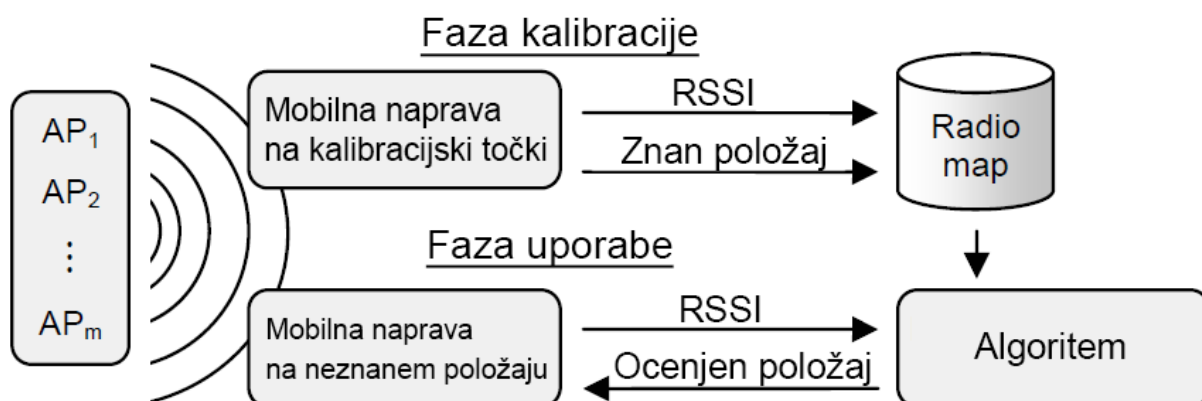 Faza kalibracije
AP₁
AP₂
⋮
APₘ
Mobilna naprava
na kalibracijski točki
RSSI
Znan položaj
Radio
map
Faza uporabe
Mobilna naprava
na neznanem položaju
RSSI
Ocenjen položaj
Algoritem